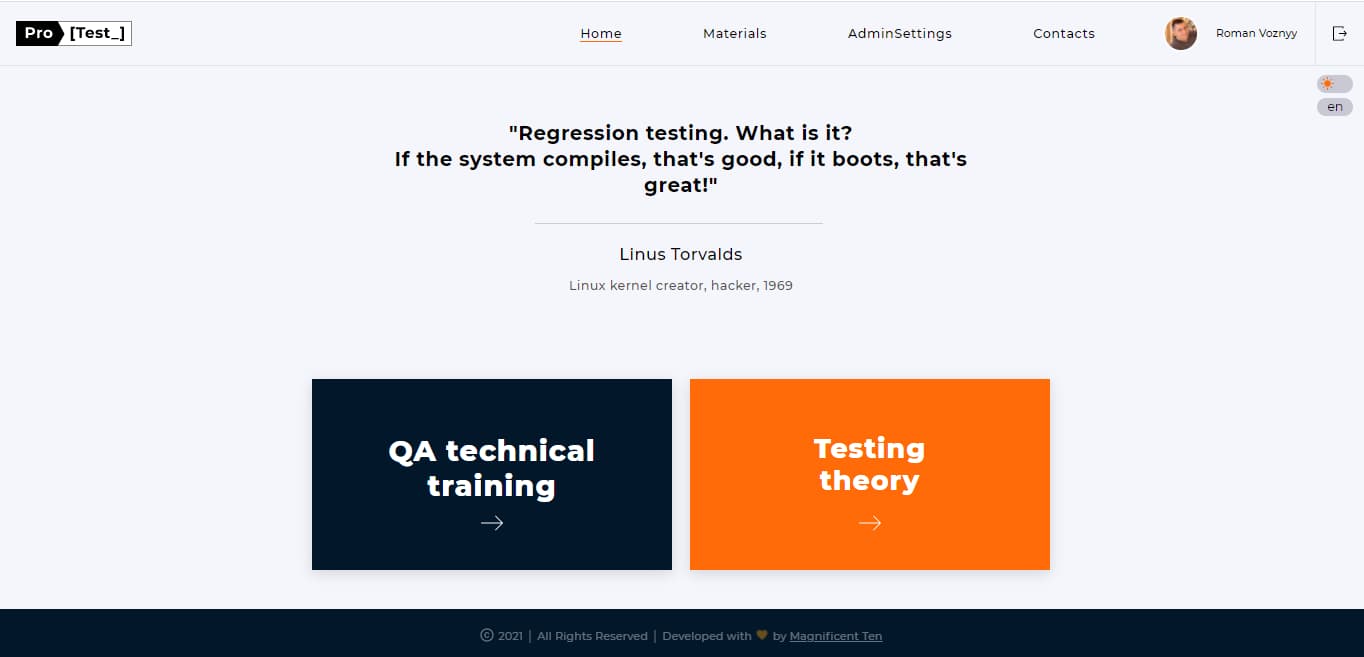 Pro [Test_]
Home Materials AdminSettings Contacts Roman Voznyy
en
"Regression testing. What is it?
If the system compiles, that's good, if it boots, that's
great!"
Linus Torvalds
Linux kernel creator, hacker, 1969
QA technical
training
Testing
theory
© 2021 | All Rights Reserved | Developed with 🧡 by Magnificent Ten